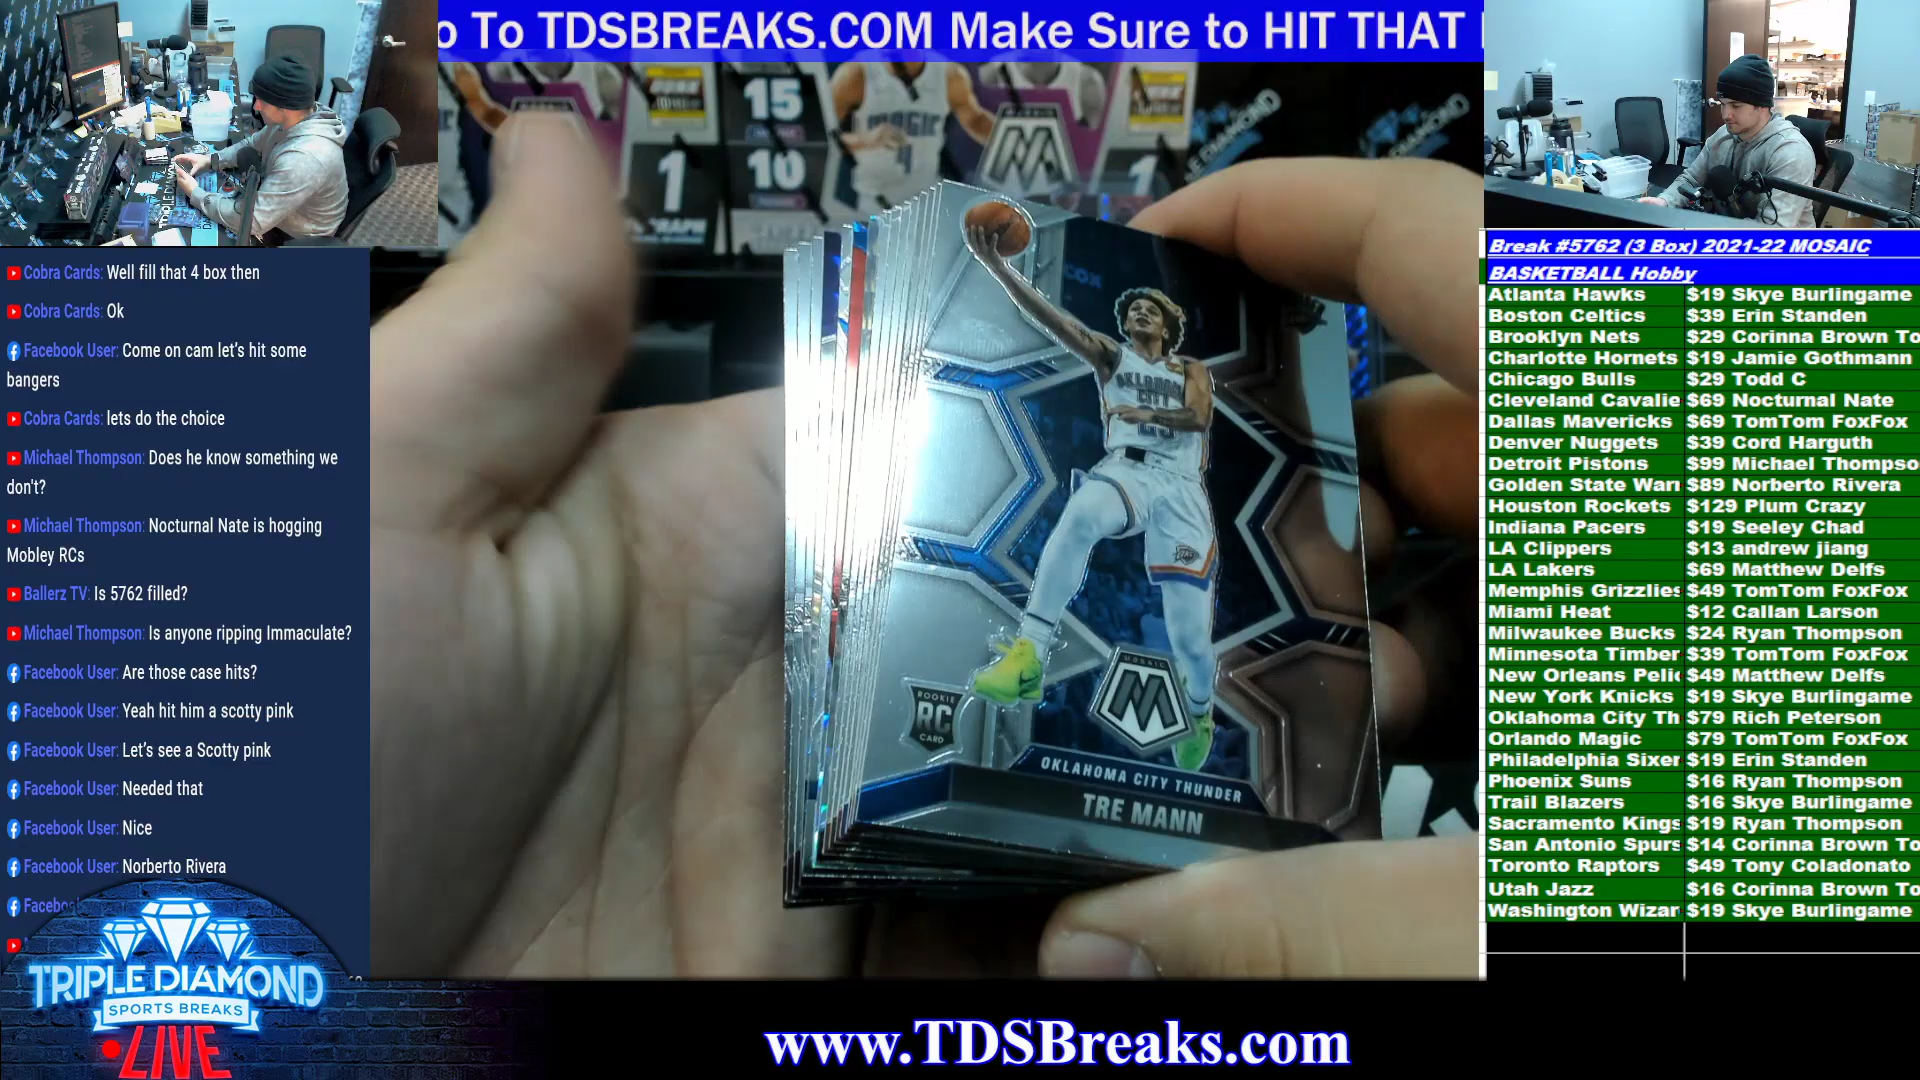 o To TDSBREAKS.COM Make Sure to HIT THAT
Cobra Cards: Well fill that 4 box then
Cobra Cards: Ok
Facebook User: Come on cam let's hit some
bangers
Cobra Cards: lets do the choice
Michael Thompson: Does he know something we
don't?
Michael Thompson: Nocturnal Nate is hogging
Mobley RCs
Ballerz TV: Is 5762 filled?
Michael Thompson: Is anyone ripping Immaculate?
Facebook User: Are those case hits?
Facebook User: Yeah hit him a scotty pink
Facebook User: Let's see a Scotty pink
Facebook User: Needed that
Facebook User: Nice
Facebook User: Norberto Rivera
Facebo
TRIPLE DIAMOND
SPORTS BREAKS
LIVE
15
10
1
MAGIC
4
1
DIAMOND
OKLAHOMA
CITY
MOSAIC
ROOKIE
RC
CARD
OKLAHOMA CITY THUNDER
TRE MANN
Break #5762 (3 Box) 2021-22 MOSAIC
BASKETBALL Hobby
Atlanta Hawks $19 Skye Burlingame
Boston Celtics $39 Erin Standen
Brooklyn Nets $29 Corinna Brown To
Charlotte Hornets $19 Jamie Gothmann
Chicago Bulls $29 Todd C
Cleveland Cavalie $69 Nocturnal Nate
Dallas Mavericks $69 TomTom FoxFox
Denver Nuggets $39 Cord Harguth
Detroit Pistons $99 Michael Thompso
Golden State Warr $89 Norberto Rivera
Houston Rockets $129 Plum Crazy
Indiana Pacers $19 Seeley Chad
LA Clippers $13 andrew jiang
LA Lakers $69 Matthew Delfs
Memphis Grizzlies $49 TomTom FoxFox
Miami Heat $12 Callan Larson
Milwaukee Bucks $24 Ryan Thompson
Minnesota Timber $39 TomTom FoxFox
New Orleans Peli $49 Matthew Delfs
New York Knicks $19 Skye Burlingame
Oklahoma City Th $79 Rich Peterson
Orlando Magic $79 TomTom FoxFox
Philadelphia Sixer $19 Erin Standen
Phoenix Suns $16 Ryan Thompson
Trail Blazers $16 Skye Burlingame
Sacramento Kings $19 Ryan Thompson
San Antonio Spurs $14 Corinna Brown To
Toronto Raptors $49 Tony Coladonato
Utah Jazz $16 Corinna Brown To
Washington Wizar $19 Skye Burlingame
www.TDSBreaks.com